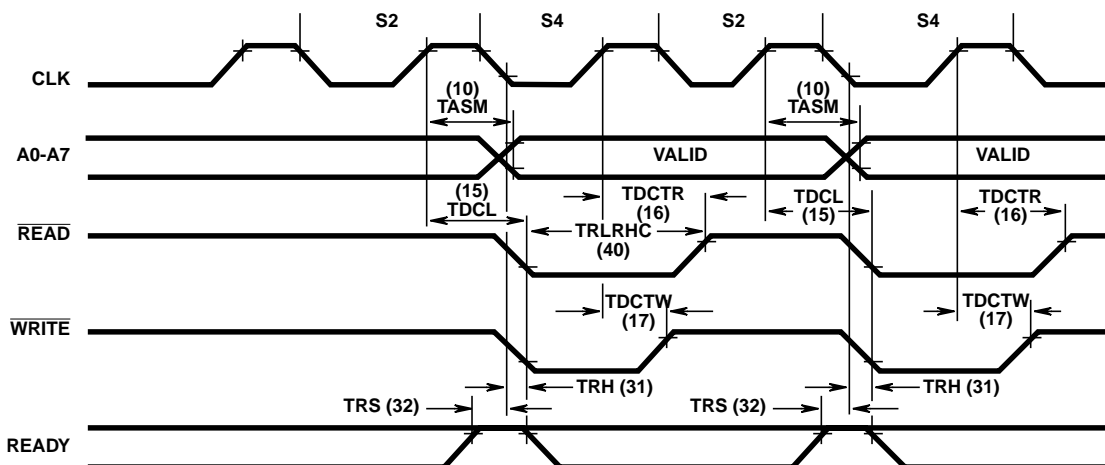 S2 S4 S2 S4
CLK
(10) (10)
TASM TASM
A0-A7 VALID VALID
(15) TDCTR TDCL TDCTR
TDCL (16) (15) (16)
READ TRLRHC
(40)
TDCTW TDCTW
WRITE (17) (17)
TRH (31) TRH (31)
TRS (32) TRS (32)
READY